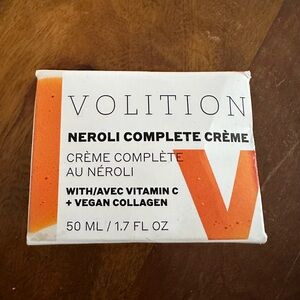 VOLITION
NEROLI COMPLETE CRÈME
CRÈME COMPLÈTE
AU NÉROLI
WITH/AVEC VITAMIN C
+ VEGAN COLLAGEN
50 ML / 1.7 FL OZ
V